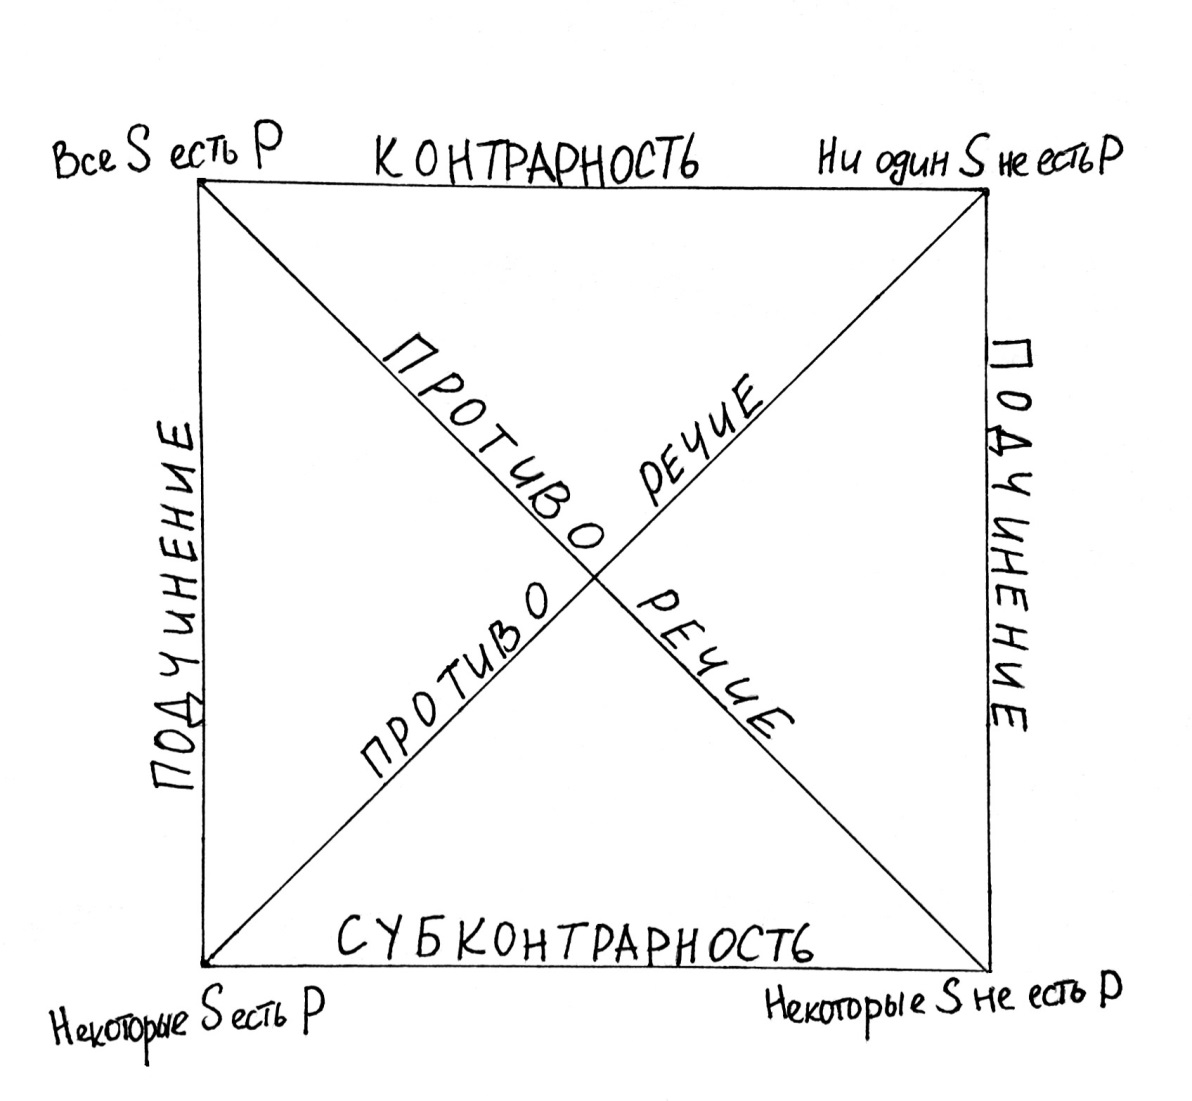 Все S есть P
КОНТРАРНОСТЬ
Ни один S не есть P
ПРОТИВО
РЕЧИЕ
ПОДЧИНЕНИЕ
ПОДЧИНЕНИЕ
ПРОТИВО
РЕЧИЕ
СУБКОНТРАРНОСТЬ
Некоторые S есть P
Некоторые S не есть P